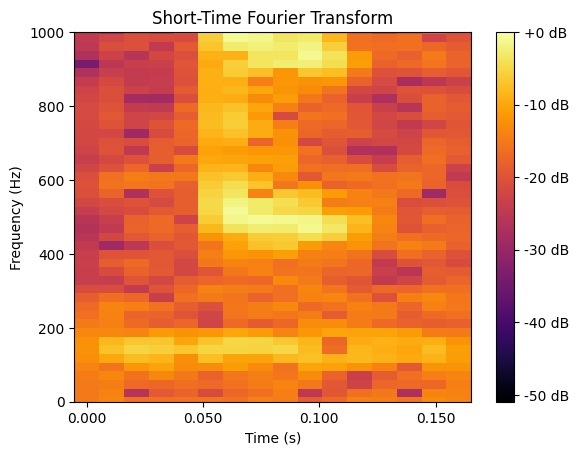 Short-Time Fourier Transform
1000
800
600
400
200
0
Frequency (Hz)
0.000
0.050
0.100
0.150
Time (s)
+0 dB
-10 dB
-20 dB
-30 dB
-40 dB
-50 dB